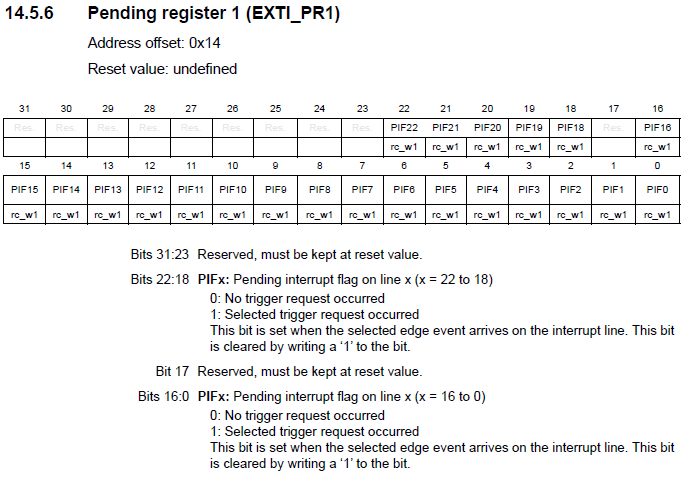 14.5.6 Pending register 1 (EXTI_PR1)
Address offset: 0x14
Reset value: undefined
31 30 29 28 27 26 25 24 23 22 21 20 19 18 17 16
Res. Res. Res. Res. Res. Res. Res. Res. Res. PIF22 PIF21 PIF20 PIF19 PIF18 Res. PIF16
rc_w1 rc_w1 rc_w1 rc_w1 rc_w1 rc_w1
15 14 13 12 11 10 9 8 7 6 5 4 3 2 1 0
PIF15 PIF14 PIF13 PIF12 PIF11 PIF10 PIF9 PIF8 PIF7 PIF6 PIF5 PIF4 PIF3 PIF2 PIF1 PIF0
rc_w1 rc_w1 rc_w1 rc_w1 rc_w1 rc_w1 rc_w1 rc_w1 rc_w1 rc_w1 rc_w1 rc_w1 rc_w1 rc_w1 rc_w1 rc_w1
Bits 31:23 Reserved, must be kept at reset value.
Bits 22:18 PIFx: Pending interrupt flag on line x (x = 22 to 18)
0: No trigger request occurred
1: Selected trigger request occurred
This bit is set when the selected edge event arrives on the interrupt line. This bit
is cleared by writing a ‘1’ to the bit.
Bit 17 Reserved, must be kept at reset value.
Bits 16:0 PIFx: Pending interrupt flag on line x (x = 16 to 0)
0: No trigger request occurred
1: Selected trigger request occurred
This bit is set when the selected edge event arrives on the interrupt line. This bit
is cleared by writing a ‘1’ to the bit.